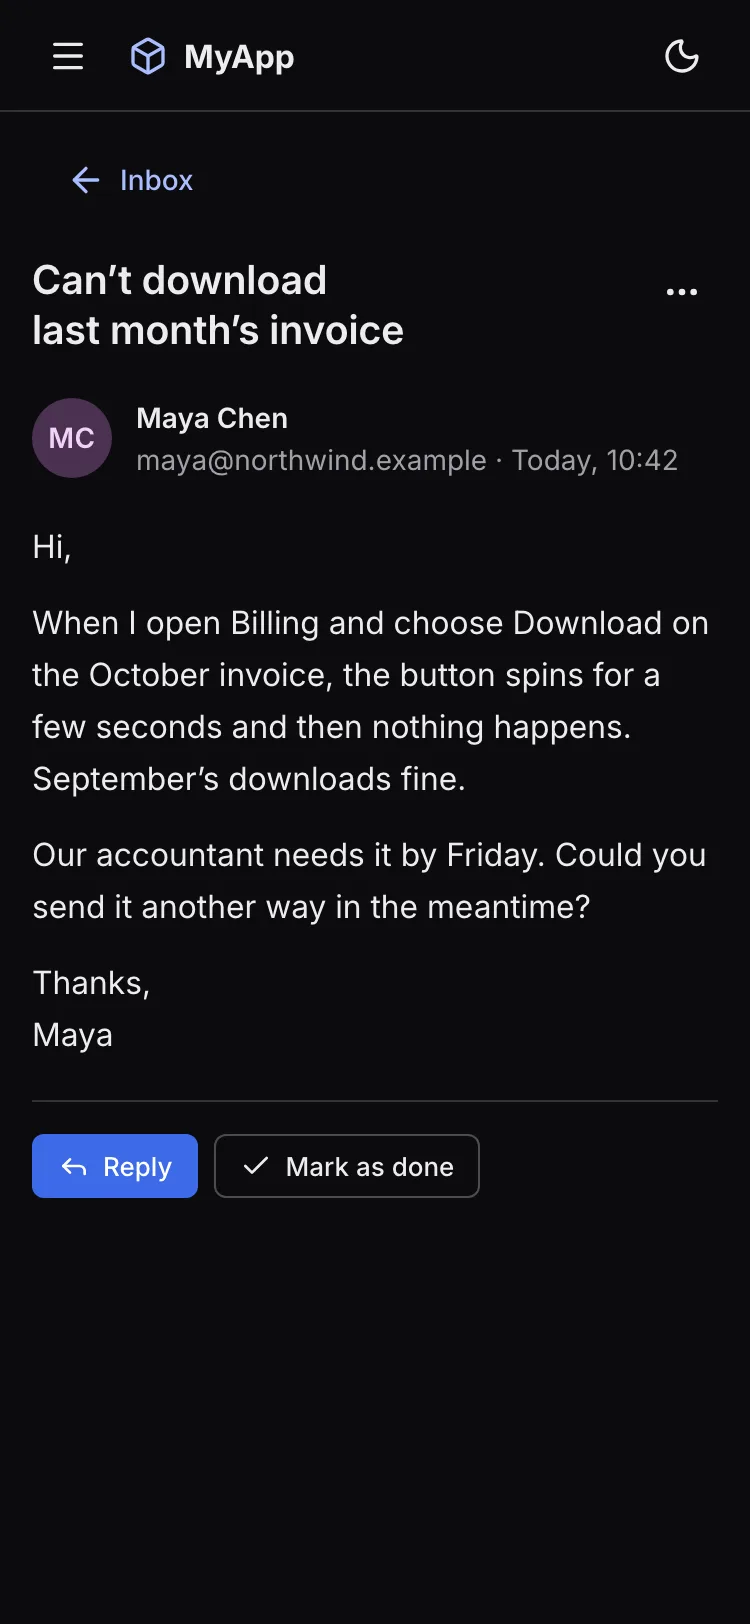 MyApp
Inbox
Can’t download
last month’s invoice
MC
Maya Chen
maya@northwind.example · Today, 10:42
Hi,
When I open Billing and choose Download on
the October invoice, the button spins for a
few seconds and then nothing happens.
September’s downloads fine.
Our accountant needs it by Friday. Could you
send it another way in the meantime?
Thanks,
Maya
Reply
Mark as done